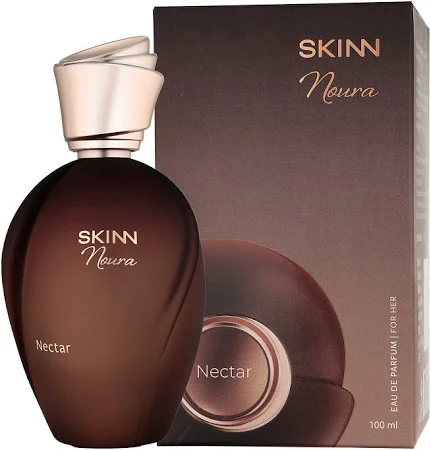 SKINN
Noura
Nectar
SKINN
Noura
Nectar
EAU DE PARFUM | FOR HER
100 ml